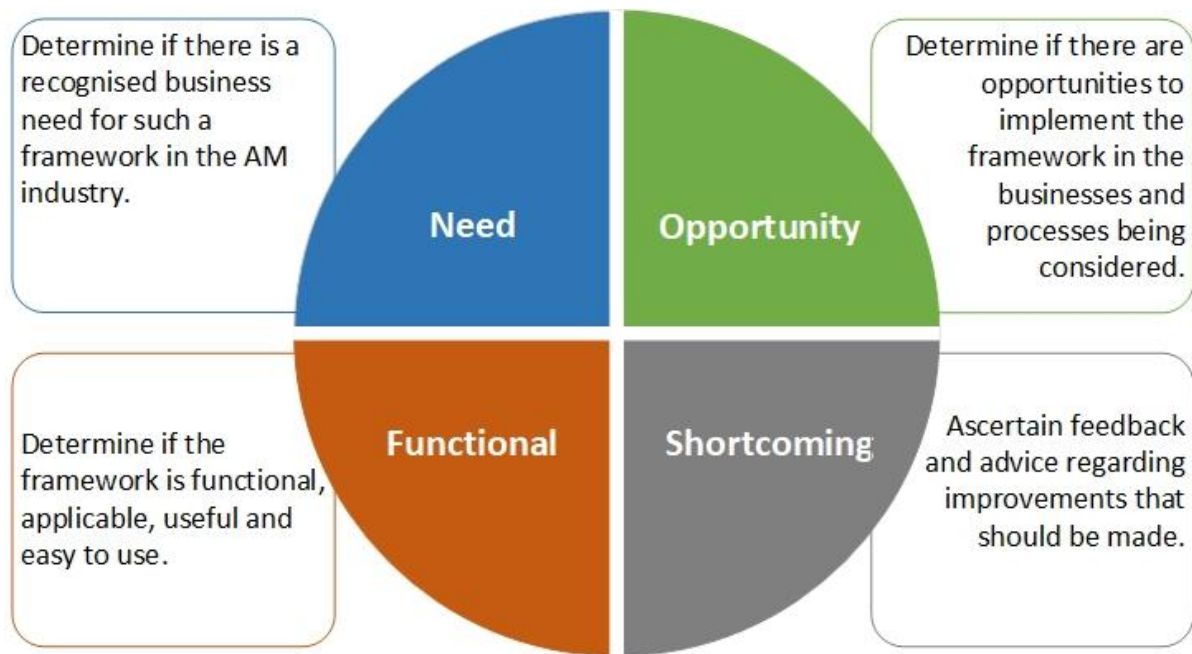 Determine if there is a
recognised business
need for such a
framework in the AM
industry.
Need
Opportunity
Determine if there are
opportunities to
implement the
framework in the
businesses and
processes being
considered.
Determine if the
framework is functional,
applicable, useful and
easy to use.
Functional
Shortcoming
Ascertain feedback
and advice regarding
improvements that
should be made.